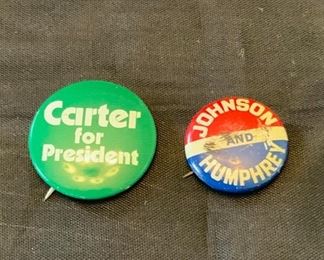 Carter
for
President
JOHNSON
AND
HUMPHREY